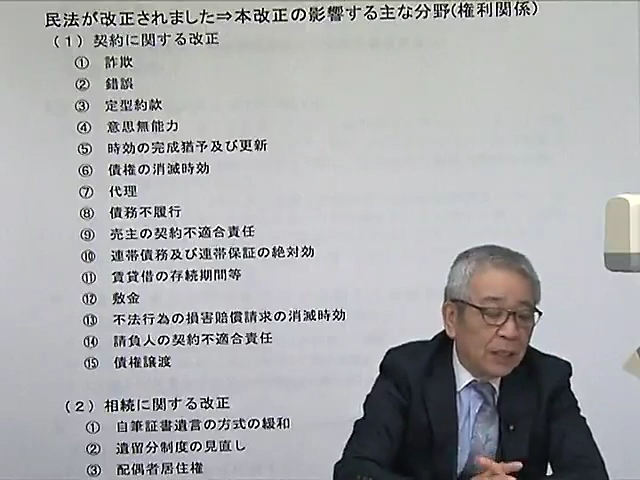 民法が改正されました⇒本改正の影響する主な分野(権利関係)
(1)契約に関する改正
① 詐欺
② 錯誤
③ 定型約款
④ 意思無能力
⑤ 時効の完成猶予及び更新
⑥ 債権の消滅時効
⑦ 代理
⑧ 債務不履行
⑨ 売主の契約不適合責任
⑩ 連帯債務及び連帯保証の絶対効
⑪ 賃貸借の存続期間等
⑫ 敷金
⑬ 不法行為の損害賠償請求の消滅時効
⑭ 請負人の契約不適合責任
⑮ 債権譲渡
(2)相続に関する改正
① 自筆証書遺言の方式の緩和
② 遺留分制度の見直し
③ 配偶者居住権